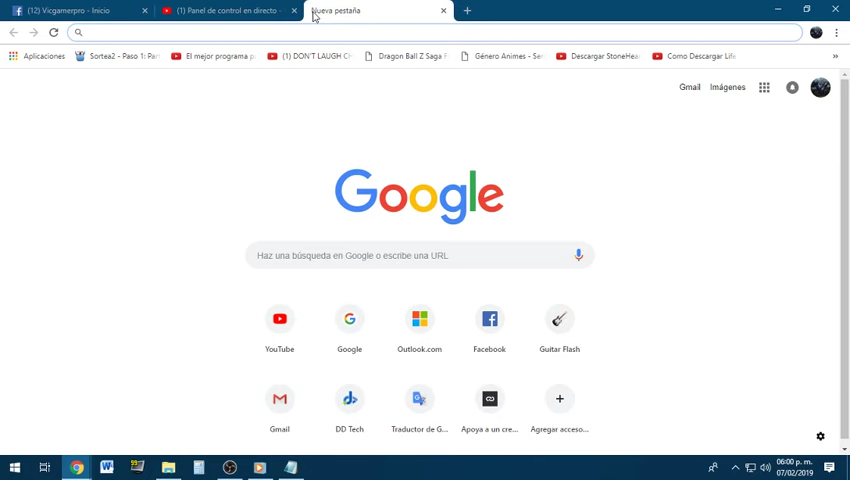 (12) Vicgamerpro - Inicio
(1) Panel de control en directo -
Nueva pestaña
Aplicaciones
Sortea2 - Paso 1: Par
El mejor programa p
(1) DON'T LAUGH CH
Dragon Ball Z Saga F
Género Animes - Ser
Descargar StoneHea
Como Descargar Life
Gmail
Imágenes
Google
Haz una búsqueda en Google o escribe una URL
YouTube
Google
Outlook.com
Facebook
Guitar Flash
Gmail
DD Tech
Traductor de G...
Apoya a un cre...
Agregar acceso...
99
06:00 p. m.
07/02/2019